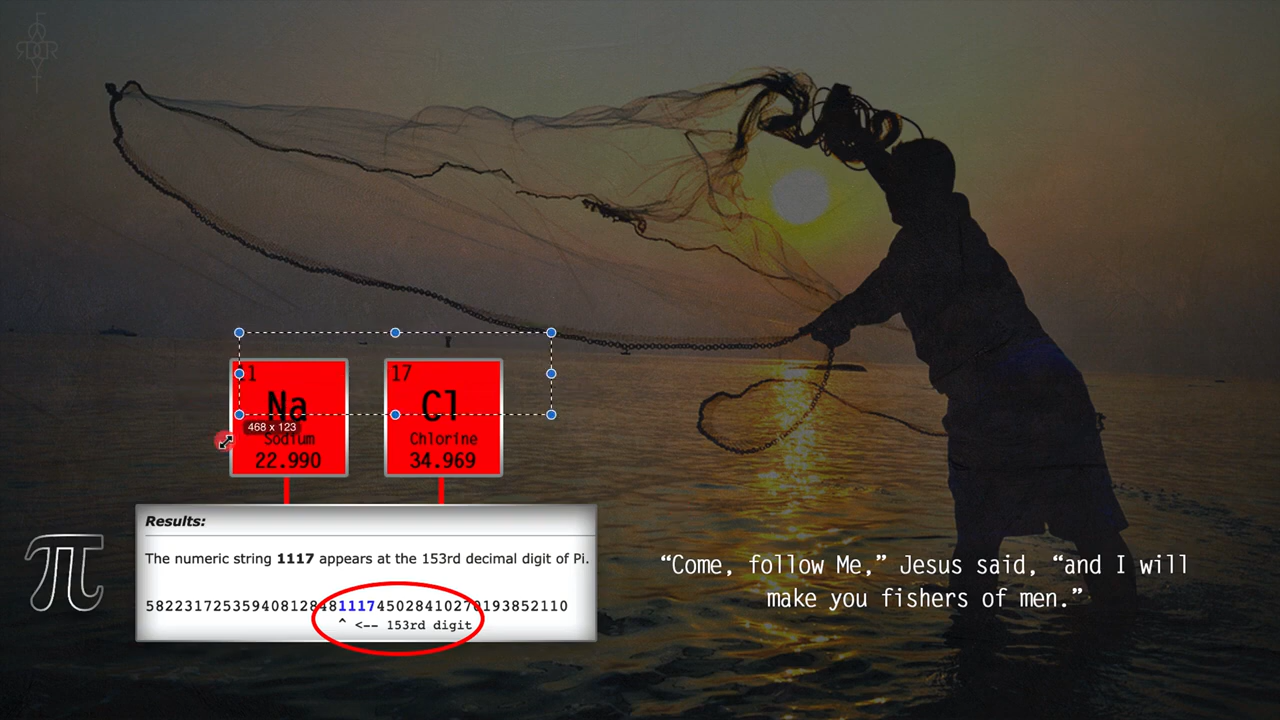 11
Na
Sodium
22.990
17
Cl
Chlorine
34.969
468 x 123
Results:
The numeric string 1117 appears at the 153rd decimal digit of Pi.
58223172535940812848111745028410270193852110
^ <-- 153rd digit
π
“Come, follow Me,” Jesus said, “and I will
make you fishers of men.”